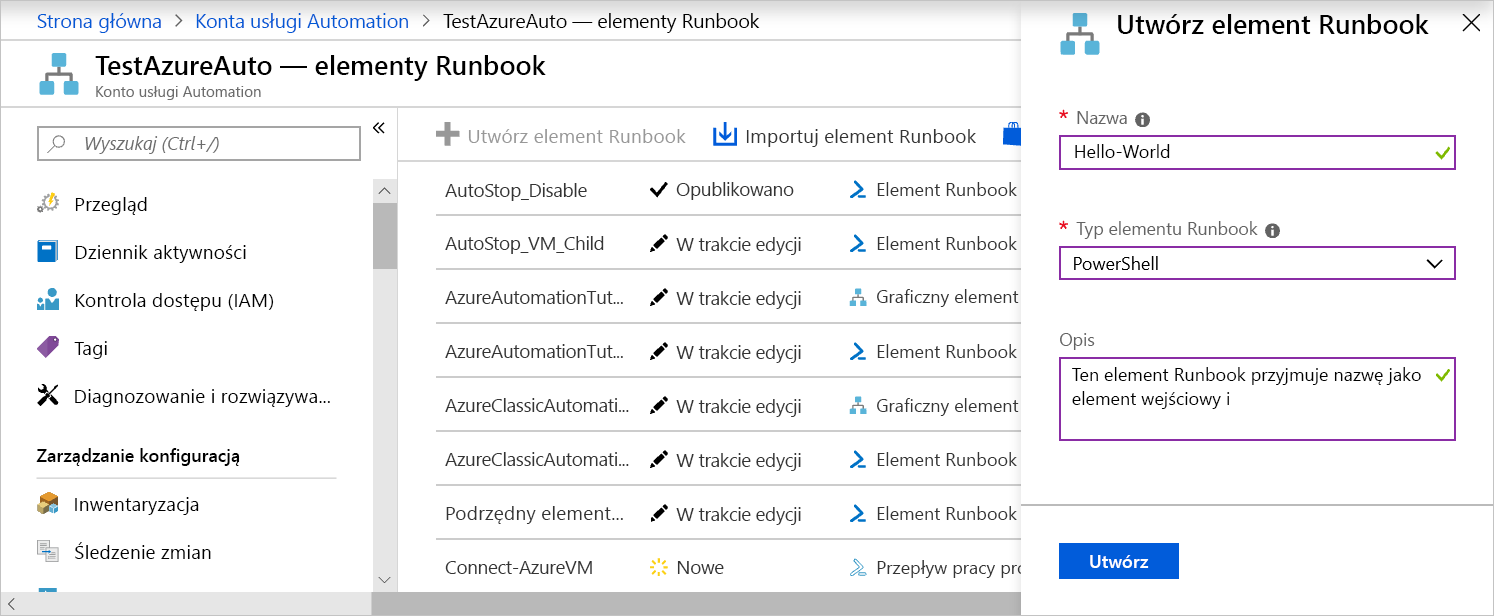 Strona główna > Konta usługi Automation > TestAzureAuto — elementy Runbook
TestAzureAuto — elementy Runbook
Konto usługi Automation
Wyszukaj (Ctrl+/)
«
Przegląd
Dziennik aktywności
Kontrola dostępu (IAM)
Tagi
Diagnozowanie i rozwiązywa...
Zarządzanie konfiguracją
Inwentaryzacja
Śledzenie zmian
Utwórz element Runbook Importuj element Runbook
AutoStop_Disable Opublikowano Element Runbook
AutoStop_VM_Child W trakcie edycji Element Runbook
AzureAutomationTut... W trakcie edycji Graficzny element
AzureAutomationTut... W trakcie edycji Element Runbook
AzureClassicAutomati... W trakcie edycji Graficzny element
AzureClassicAutomati... W trakcie edycji Element Runbook
Podrzędny element... W trakcie edycji Element Runbook
Connect-AzureVM Nowe Przepływ pracy
Utwórz element Runbook
* Nazwa
Hello-World
* Typ elementu Runbook
PowerShell
Opis
Ten element Runbook przyjmuje nazwę jako
element wejściowy i
Utwórz